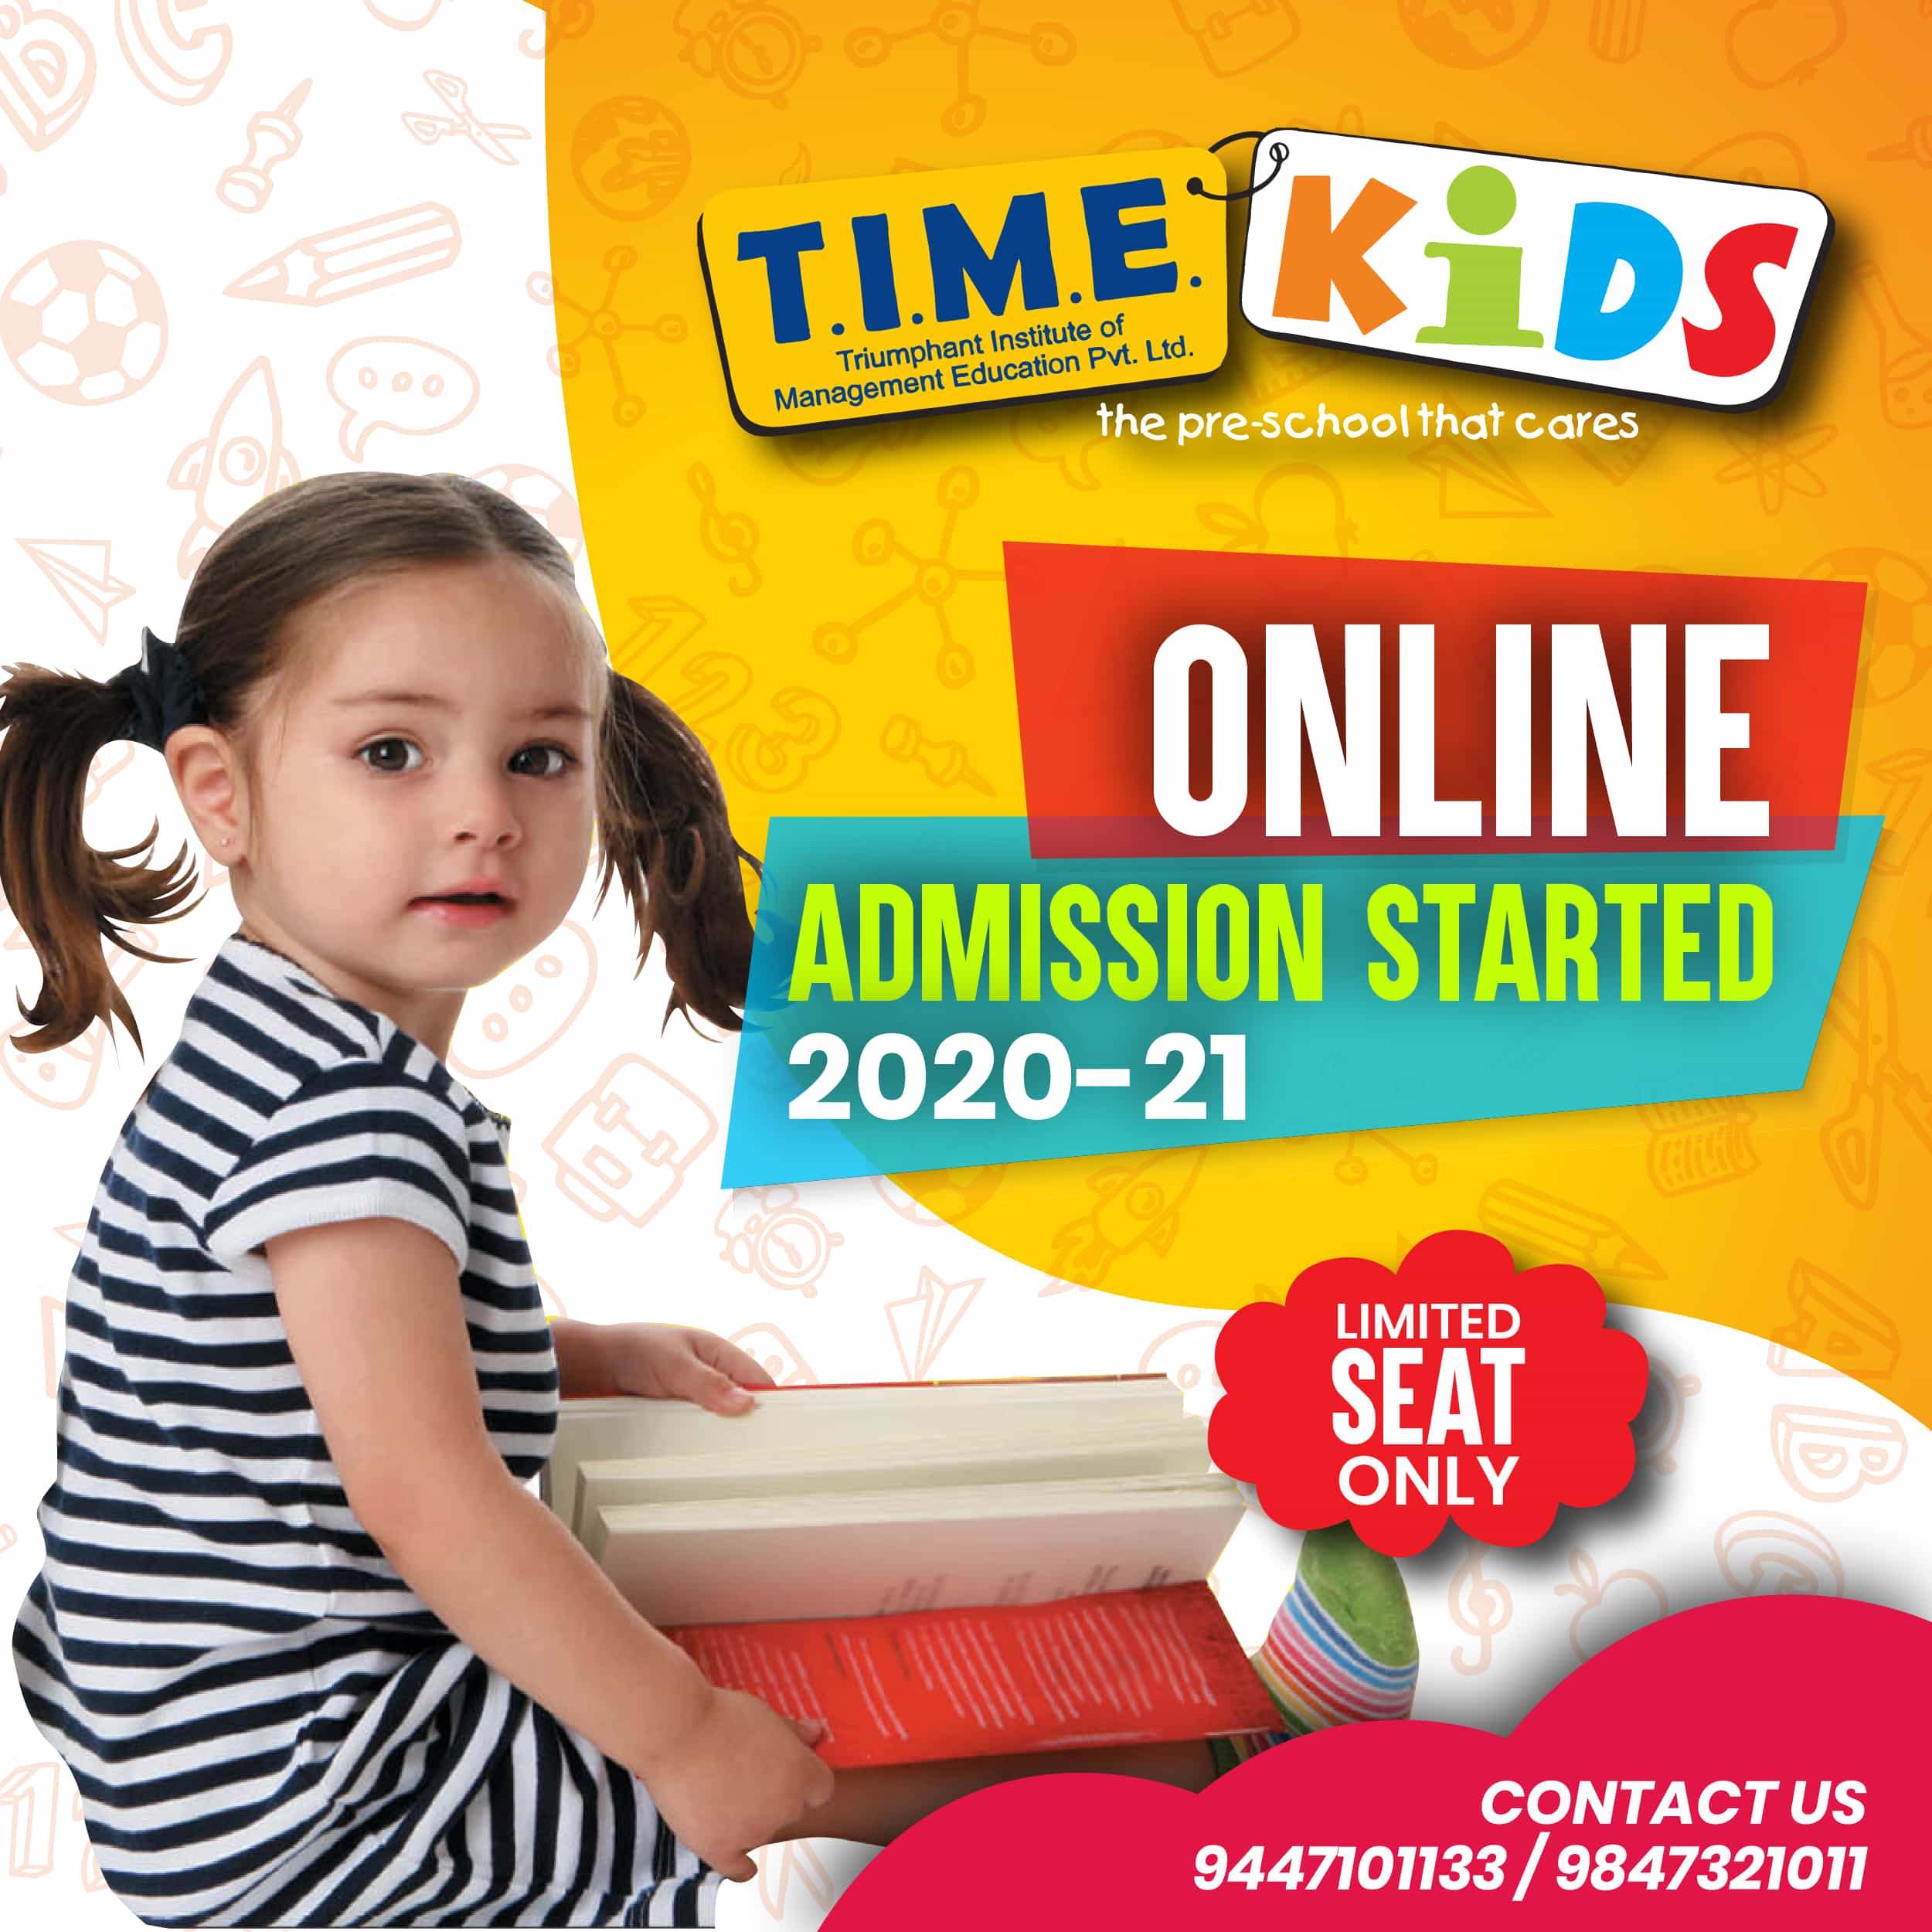 T.I.M.E.
Triumphant Institute of
Management Education Pvt. Ltd.
KiDS
the pre-school that cares
ONLINE
ADMISSION STARTED
2020-21
LIMITED
SEAT
ONLY
CONTACT US
9447101133 / 9847321011